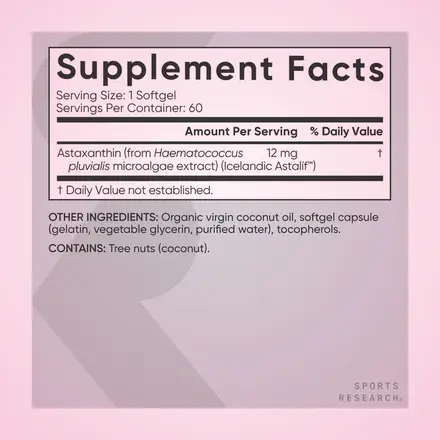 Supplement Facts
Serving Size: 1 Softgel
Servings Per Container: 60
Amount Per Serving % Daily Value
Astaxanthin (from Haematococcus 12 mg †
pluvialis microalgae extract) (Icelandic Astalif™)
† Daily Value not established.
OTHER INGREDIENTS: Organic virgin coconut oil, softgel capsule
(gelatin, vegetable glycerin, purified water), tocopherols.
CONTAINS: Tree nuts (coconut).
SPORTS
RESEARCH®